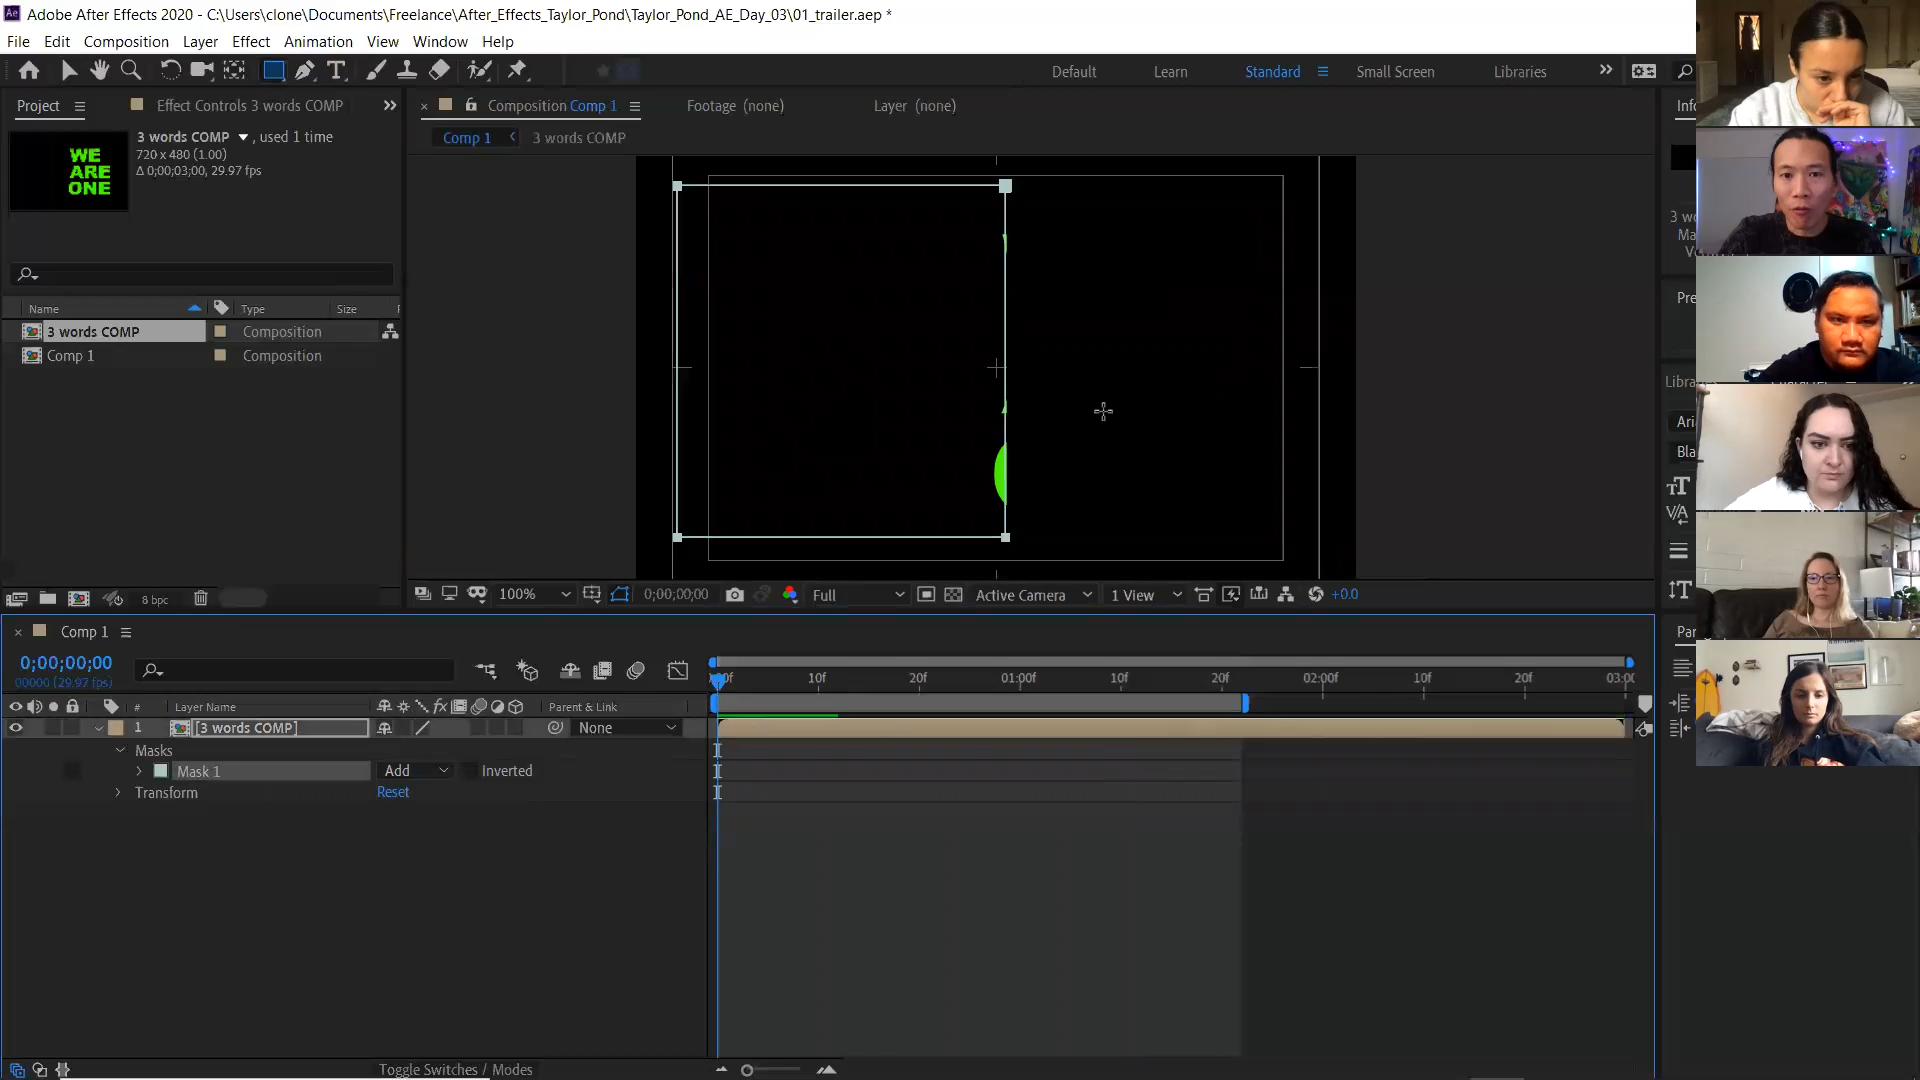 Adobe After Effects 2020 - C:\Users\clone\Documents\Freelance\After_Effects_Taylor_Pond\Taylor_Pond_AE_Day_03\01_trailer.aep *
File Edit Composition Layer Effect Animation View Window Help
Default Learn Standard Small Screen Libraries
Project Effect Controls 3 words COMP
Composition Comp 1 Footage (none) Layer (none)
Comp 1 3 words COMP
3 words COMP , used 1 time
720 x 480 (1.00)
Δ 0;00;03;00, 29.97 fps
WE
ARE
ONE
Name Type Size
3 words COMP Composition
Comp 1 Composition
8 bpc
100% 0;00;00;00 Full Active Camera 1 View +0.0
Comp 1
0;00;00;00
00000 (29.97 fps)
10f 20f 01:00f 10f 20f 02:00f 10f 20f
# Layer Name Parent & Link
1 [3 words COMP] None
Masks
Mask 1 Add Inverted
Transform Reset
Toggle Switches / Modes